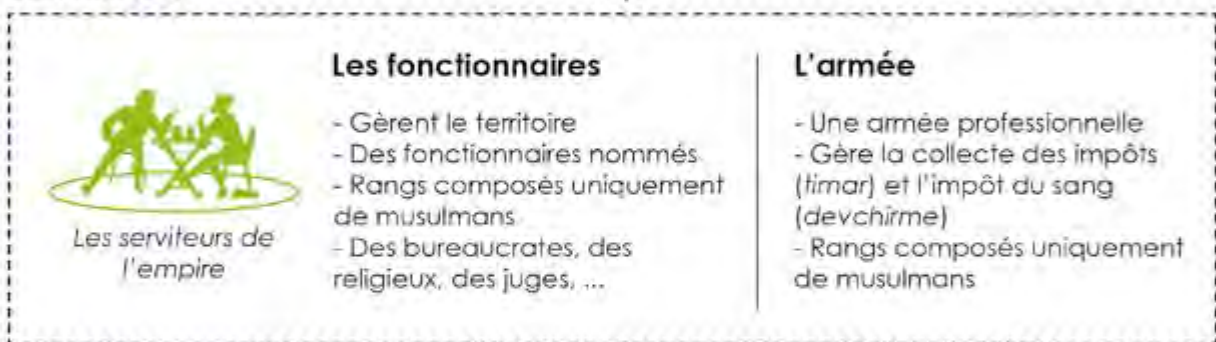 Les serviteurs de
l'empire
Les fonctionnaires
- Gèrent le territoire
- Des fonctionnaires nommés
- Rangs composés uniquement
de musulmans
- Des bureaucrates, des
religieux, des juges, ...
L'armée
- Une armée professionnelle
- Gère la collecte des impôts
(timar) et l'impôt du sang
(devchirme)
- Rangs composés uniquement
de musulmans